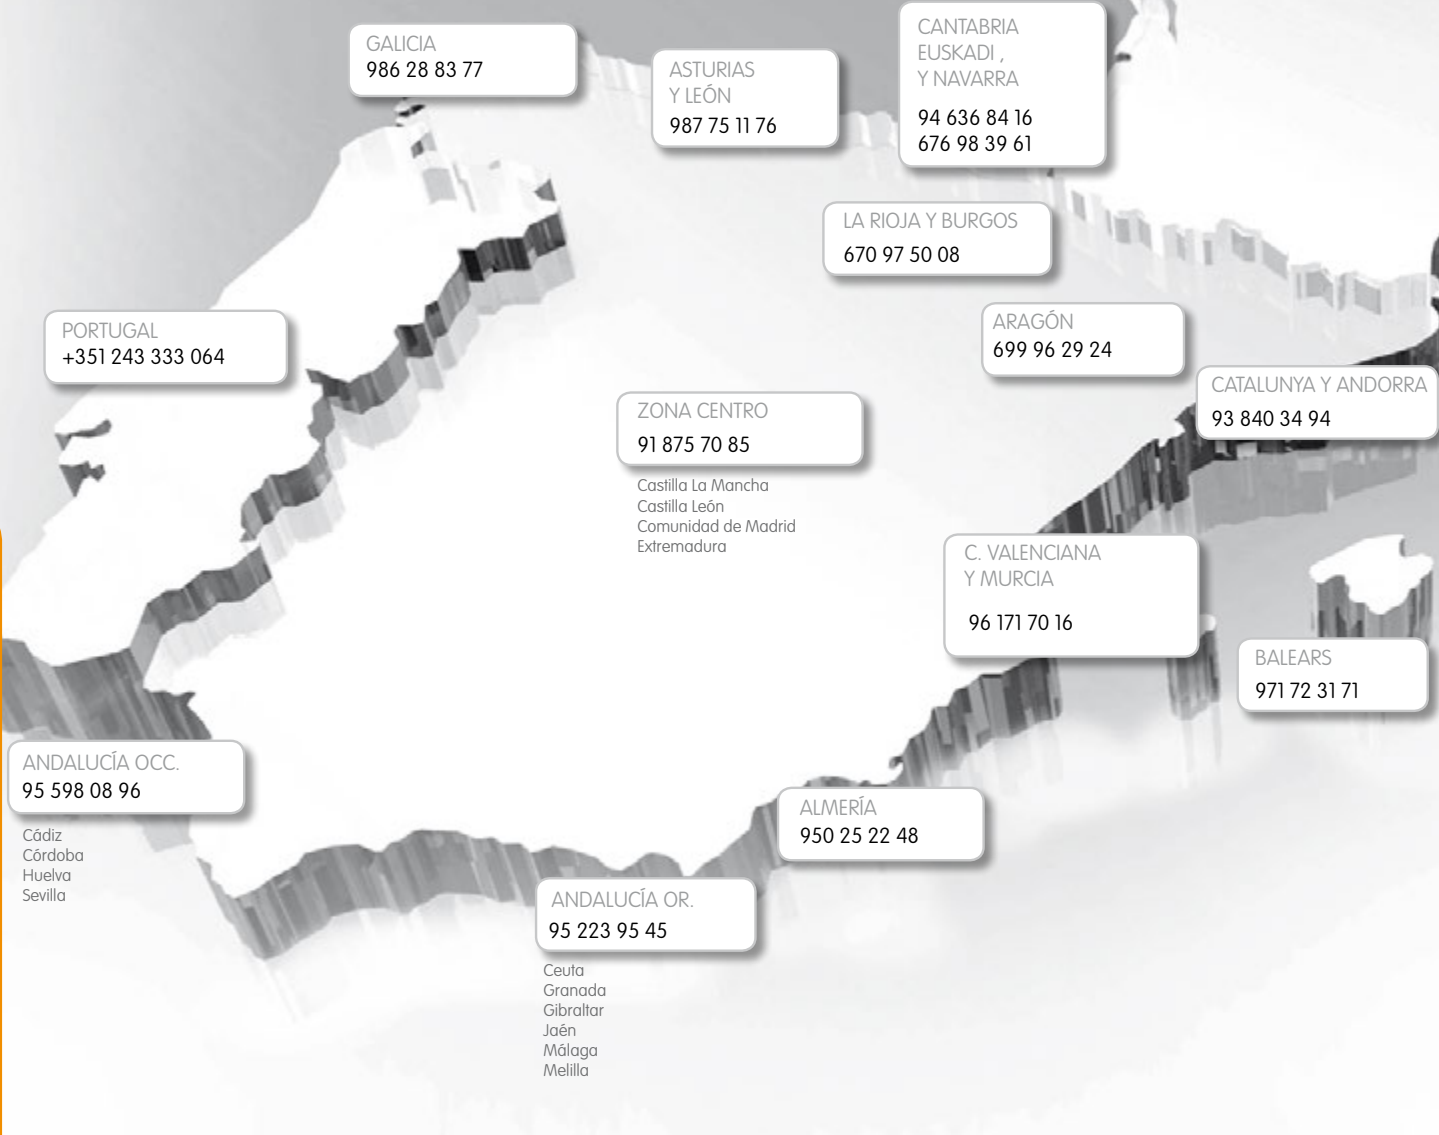 GALICIA
986 28 83 77
ASTURIAS
Y LEÓN
987 75 11 76
CANTABRIA
EUSKADI ,
Y NAVARRA
94 636 84 16
676 98 39 61
LA RIOJA Y BURGOS
670 97 50 08
PORTUGAL
+351 243 333 064
ARAGÓN
699 96 29 24
CATALUNYA Y ANDORRA
93 840 34 94
ZONA CENTRO
91 875 70 85
Castilla La Mancha
Castilla León
Comunidad de Madrid
Extremadura
C. VALENCIANA
Y MURCIA
96 171 70 16
BALEARS
971 72 31 71
ANDALUCÍA OCC.
95 598 08 96
Cádiz
Córdoba
Huelva
Sevilla
ALMERÍA
950 25 22 48
ANDALUCÍA OR.
95 223 95 45
Ceuta
Granada
Gibraltar
Jaén
Málaga
Melilla